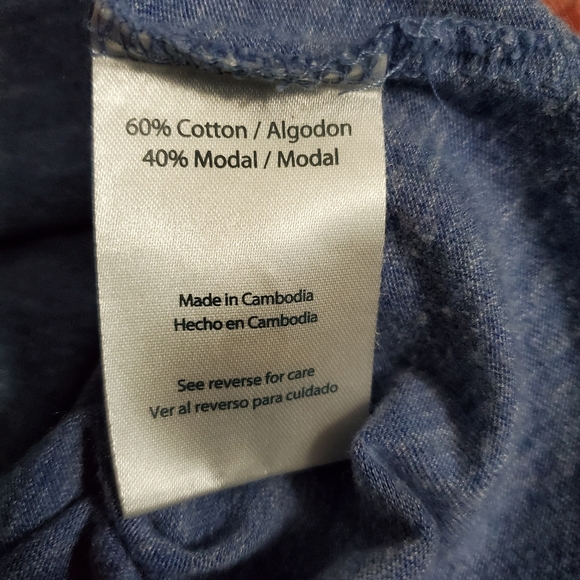 60% Cotton / Algodon
40% Modal / Modal
Made in Cambodia
Hecho en Cambodia
See reverse for care
Ver al reverso para cuidado